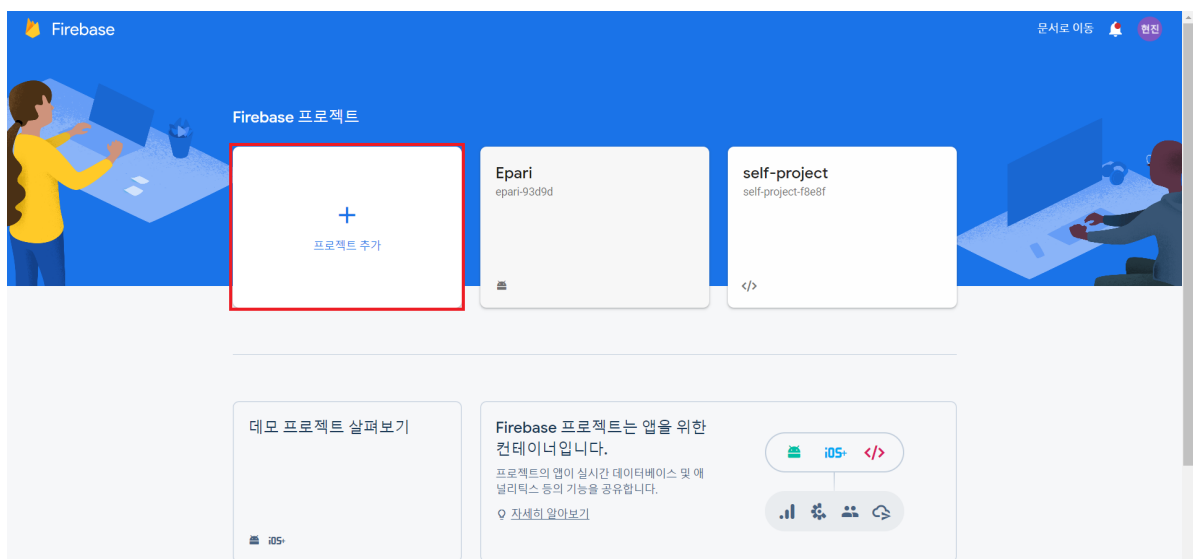 Firebase
문서로 이동
현진
Firebase 프로젝트
프로젝트 추가
Epari
epari-93d9d
self-project
self-project-f8e8f
데모 프로젝트 살펴보기
iOS+
Firebase 프로젝트는 앱을 위한
컨테이너입니다.
프로젝트의 앱이 실시간 데이터베이스 및 애
널리틱스 등의 기능을 공유합니다.
자세히 알아보기
iOS+